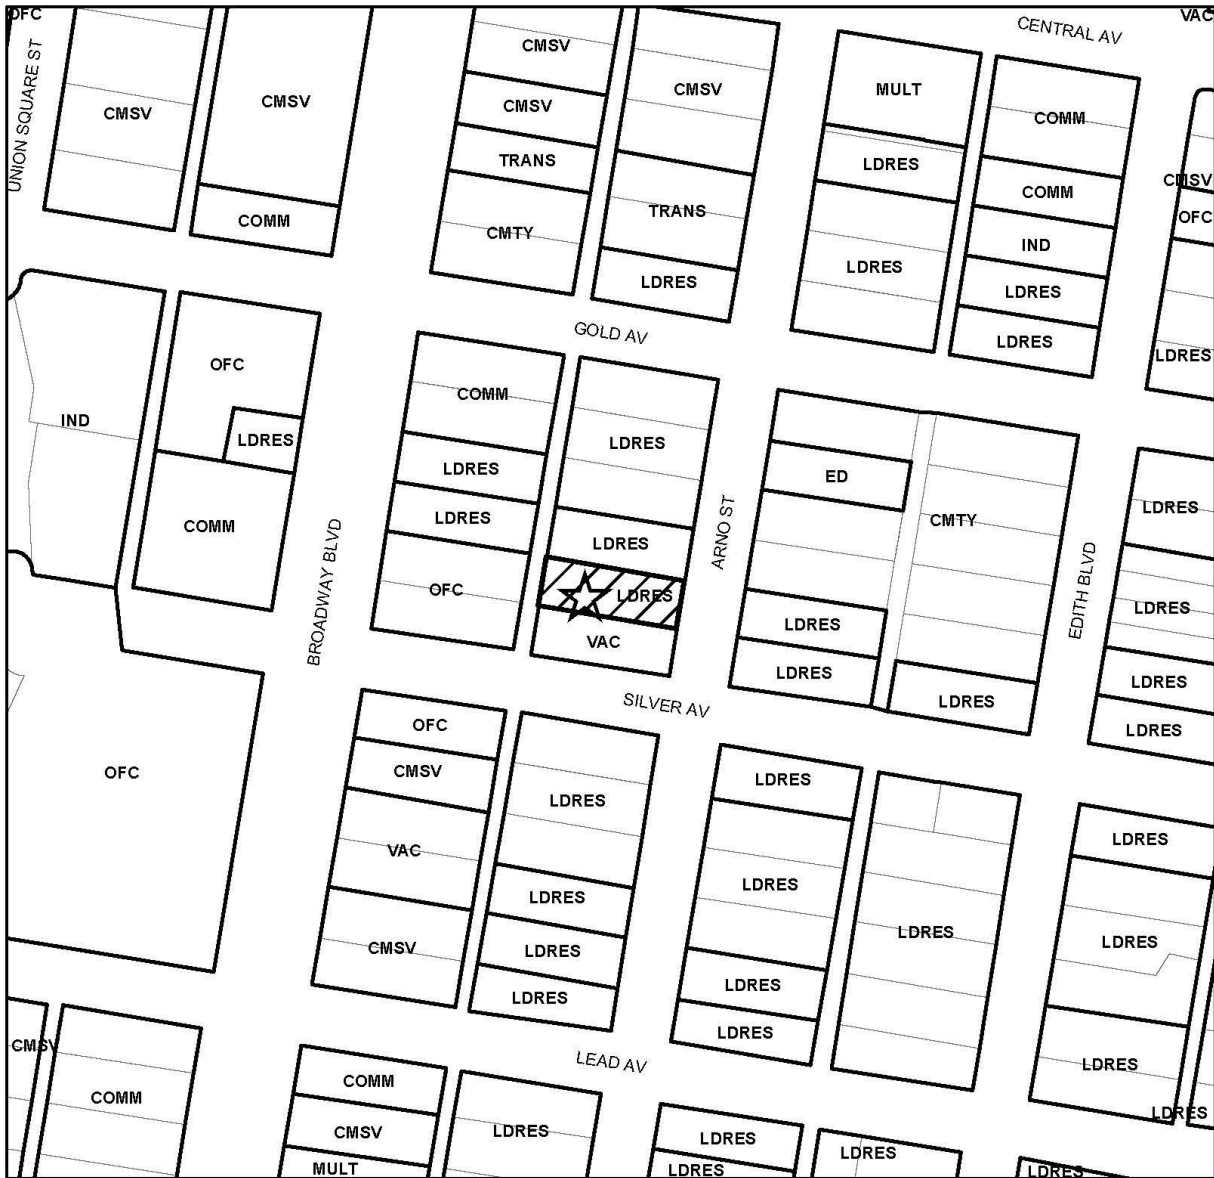 OFC
VAC
CENTRAL AV
UNION SQUARE ST
CMSV
CMSV
COMM
CMSV
CMSV
TRANS
CMTY
CMSV
TRANS
LDRES
MULT
LDRES
LDRES
COMM
COMM
IND
LDRES
LDRES
CMSV
OFC
LDRES
GOLD AV
IND
OFC
LDRES
COMM
BROADWAY BLVD
COMM
LDRES
LDRES
OFC
LDRES
LDRES
LDRES
VAC
ARNO ST
ED
CMTY
LDRES
LDRES
LDRES
EDITH BLVD
LDRES
LDRES
LDRES
LDRES
SILVER AV
OFC
OFC
CMSV
VAC
CMSV
LDRES
LDRES
LDRES
LDRES
LDRES
LDRES
LDRES
LDRES
LDRES
LDRES
LDRES
LDRES
LDRES
LEAD AV
CMSV
COMM
COMM
CMSV
MULT
LDRES
LDRES
LDRES
LDRES
LDRES